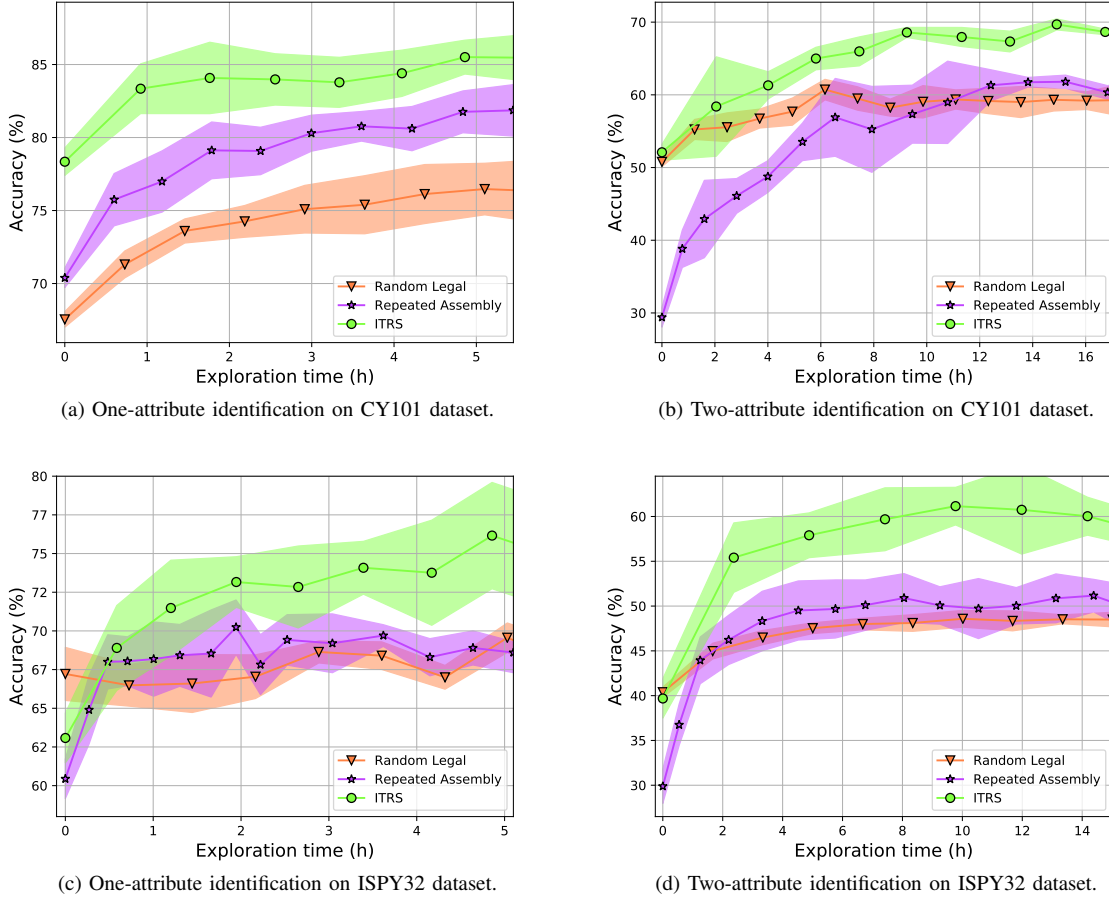 85
80
75
70
Accuracy (%)
Random Legal
Repeated Assembly
ITRS
0 1 2 3 4 5
Exploration time (h)
(a) One-attribute identification on CY101 dataset.
70
60
50
40
30
Accuracy (%)
Random Legal
Repeated Assembly
ITRS
0 2 4 6 8 10 12 14 16
Exploration time (h)
(b) Two-attribute identification on CY101 dataset.
80
77
75
72
70
67
65
62
60
Accuracy (%)
Random Legal
Repeated Assembly
ITRS
0 1 2 3 4 5
Exploration time (h)
(c) One-attribute identification on ISPY32 dataset.
60
55
50
45
40
35
30
Accuracy (%)
Random Legal
Repeated Assembly
ITRS
0 2 4 6 8 10 12 14
Exploration time (h)
(d) Two-attribute identification on ISPY32 dataset.